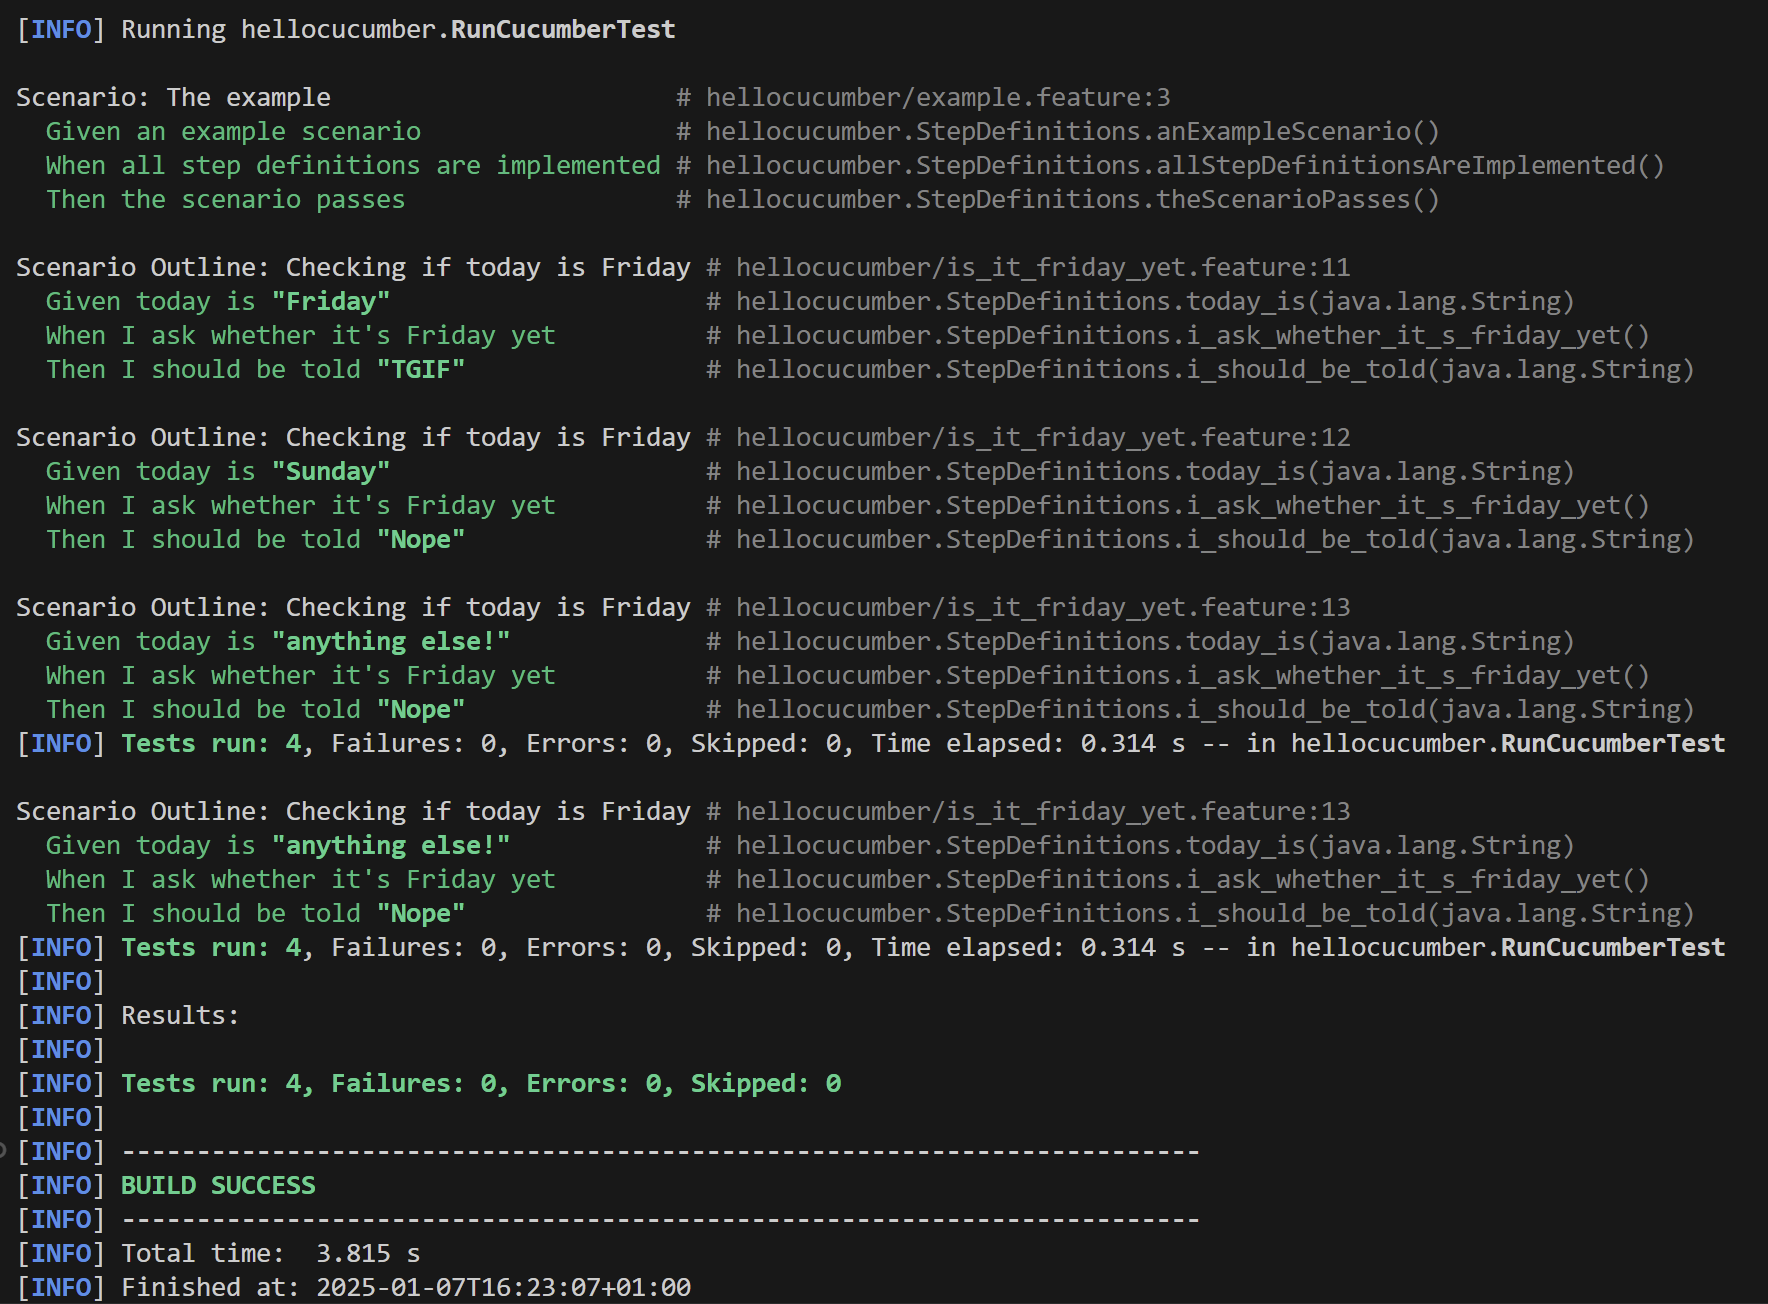 [INFO] Running hellocucumber.RunCucumberTest
Scenario: The example                       # hellocucumber/example.feature:3
  Given an example scenario                 # hellocucumber.StepDefinitions.anExampleScenario()
  When all step definitions are implemented # hellocucumber.StepDefinitions.allStepDefinitionsAreImplemented()
  Then the scenario passes                  # hellocucumber.StepDefinitions.theScenarioPasses()
Scenario Outline: Checking if today is Friday # hellocucumber/is_it_friday_yet.feature:11
  Given today is "Friday"                     # hellocucumber.StepDefinitions.today_is(java.lang.String)
  When I ask whether it's Friday yet          # hellocucumber.StepDefinitions.i_ask_whether_it_s_friday_yet()
  Then I should be told "TGIF"                # hellocucumber.StepDefinitions.i_should_be_told(java.lang.String)
Scenario Outline: Checking if today is Friday # hellocucumber/is_it_friday_yet.feature:12
  Given today is "Sunday"                     # hellocucumber.StepDefinitions.today_is(java.lang.String)
  When I ask whether it's Friday yet          # hellocucumber.StepDefinitions.i_ask_whether_it_s_friday_yet()
  Then I should be told "Nope"                # hellocucumber.StepDefinitions.i_should_be_told(java.lang.String)
Scenario Outline: Checking if today is Friday # hellocucumber/is_it_friday_yet.feature:13
  Given today is "anything else!"             # hellocucumber.StepDefinitions.today_is(java.lang.String)
  When I ask whether it's Friday yet          # hellocucumber.StepDefinitions.i_ask_whether_it_s_friday_yet()
  Then I should be told "Nope"                # hellocucumber.StepDefinitions.i_should_be_told(java.lang.String)
[INFO] Tests run: 4, Failures: 0, Errors: 0, Skipped: 0, Time elapsed: 0.314 s -- in hellocucumber.RunCucumberTest
Scenario Outline: Checking if today is Friday # hellocucumber/is_it_friday_yet.feature:13
  Given today is "anything else!"             # hellocucumber.StepDefinitions.today_is(java.lang.String)
  When I ask whether it's Friday yet          # hellocucumber.StepDefinitions.i_ask_whether_it_s_friday_yet()
  Then I should be told "Nope"                # hellocucumber.StepDefinitions.i_should_be_told(java.lang.String)
[INFO] Tests run: 4, Failures: 0, Errors: 0, Skipped: 0, Time elapsed: 0.314 s -- in hellocucumber.RunCucumberTest
[INFO]
[INFO] Results:
[INFO]
[INFO] Tests run: 4, Failures: 0, Errors: 0, Skipped: 0
[INFO]
[INFO] ------------------------------------------------------------------------
[INFO] BUILD SUCCESS
[INFO] ------------------------------------------------------------------------
[INFO] Total time:  3.815 s
[INFO] Finished at: 2025-01-07T16:23:07+01:00